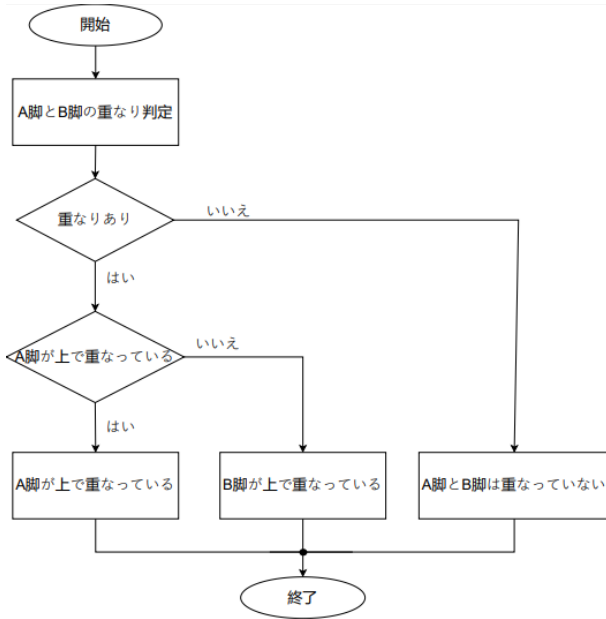 開始
A脚とB脚の重なり判定
重なりあり
いいえ
はい
A脚が上で重なっている
いいえ
はい
A脚が上で重なっている
B脚が上で重なっている
A脚とB脚は重なっていない
終了